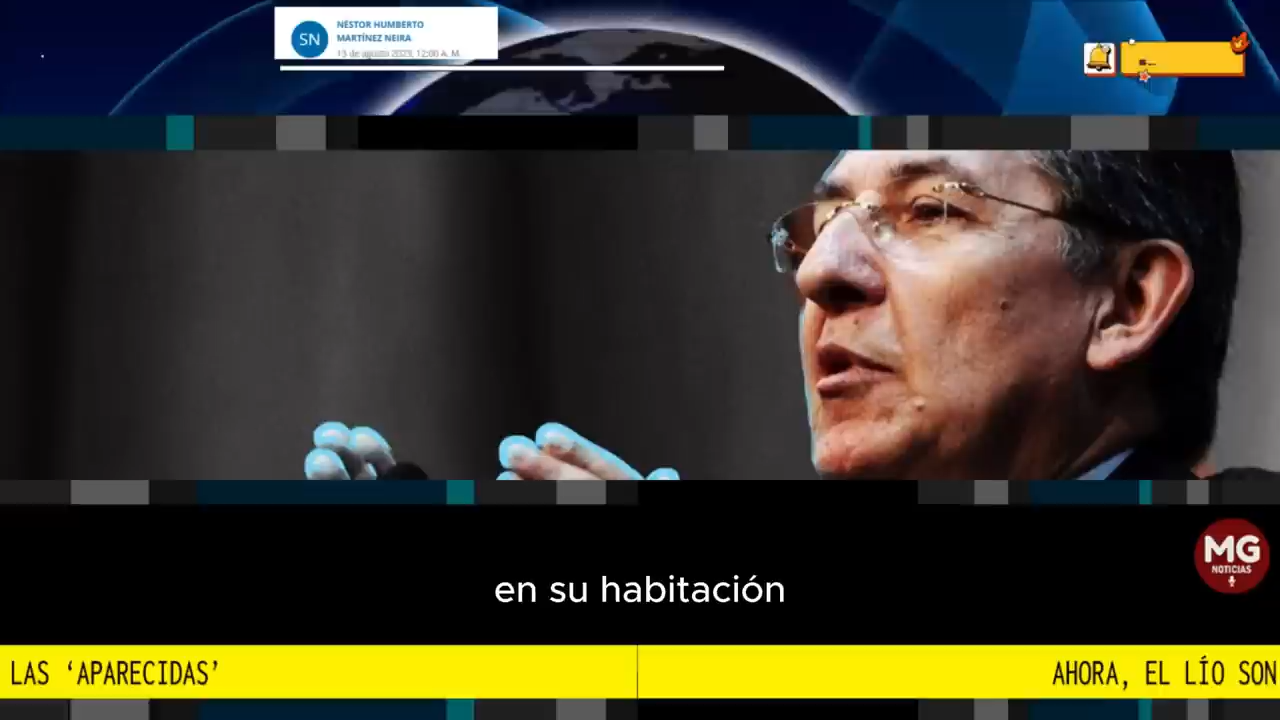 SN
NÉSTOR HUMBERTO
MARTÍNEZ NEIRA
13 de agosto 2023, 12:00 A. M.
MG
NOTICIAS
en su habitación
LAS ‘APARECIDAS’
AHORA, EL LÍO SON